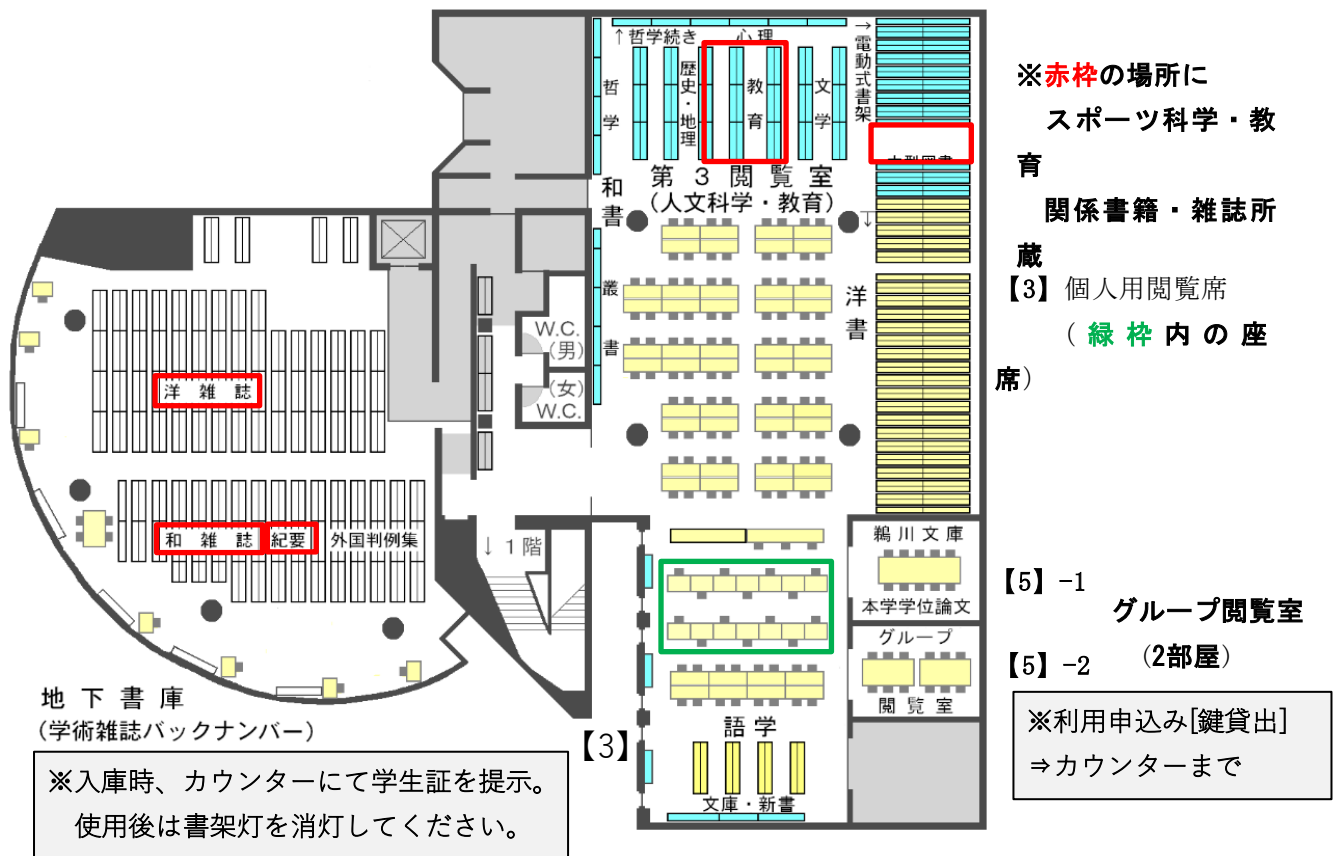 ↑哲学続き
心理
→電動式書架
哲学
歴史・地理
教育
文学
大型図書
和書
第3閲覧室
(人文科学・教育)
叢書
洋書
W.C.
(男)
(女)
W.C.
洋雑誌
和雑誌
紀要
外国判例集
↓1階
鵜川文庫
本学学位論文
グループ
閲覧室
語学
文庫・新書
【3】
地下書庫
(学術雑誌バックナンバー)
※入庫時、カウンターにて学生証を提示。
使用後は書架灯を消灯してください。
※赤枠の場所に
スポーツ科学・教
育
関係書籍・雑誌所
蔵
【3】個人用閲覧席
(緑枠内の座
席)
【5】-1
グループ閲覧室
(2部屋)
【5】-2
※利用申込み[鍵貸出]
⇒カウンターまで